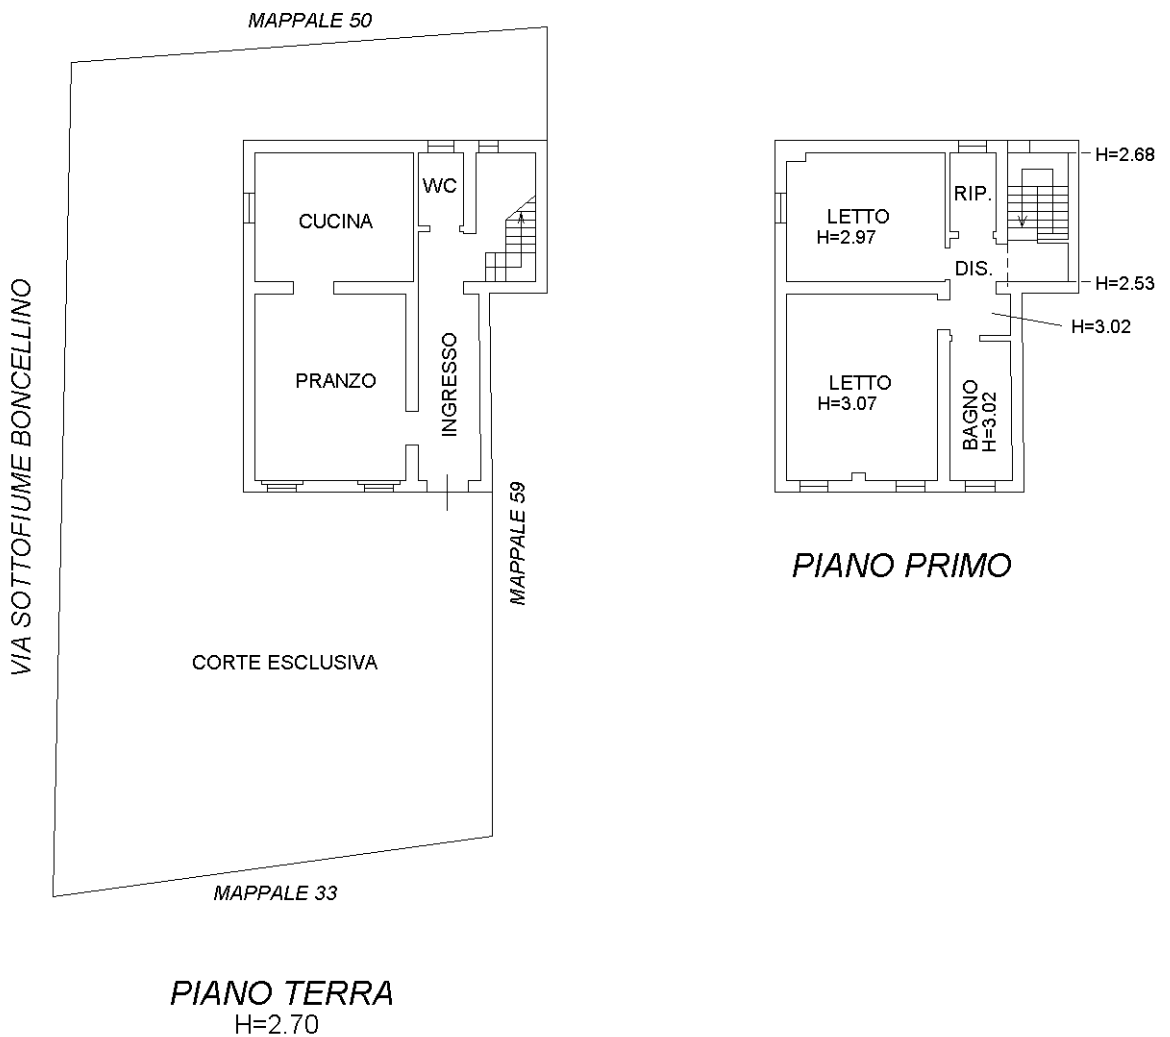 MAPPALE 50
VIA SOTTOFIUME BONCELLINO
CUCINA
WC
PRANZO
INGRESSO
MAPPALE 59
CORTE ESCLUSIVA
MAPPALE 33
PIANO TERRA
H=2.70
LETTO
H=2.97
RIP.
DIS.
H=2.68
H=2.53
H=3.02
LETTO
H=3.07
BAGNO
H=3.02
PIANO PRIMO